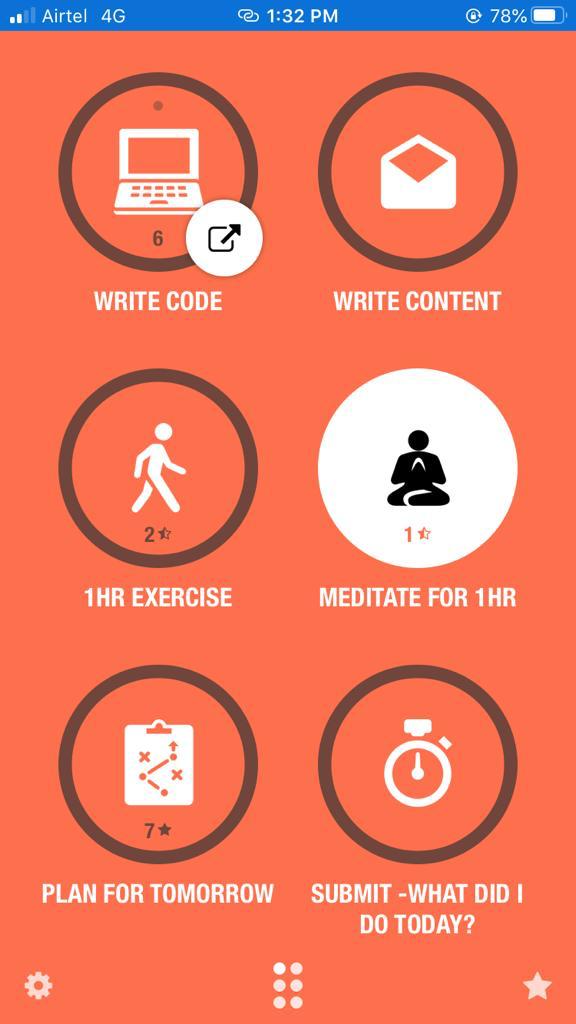 Airtel 4G 1:32 PM 78%
6
WRITE CODE
WRITE CONTENT
2
1HR EXERCISE
1
MEDITATE FOR 1HR
7
PLAN FOR TOMORROW
SUBMIT -WHAT DID I
DO TODAY?